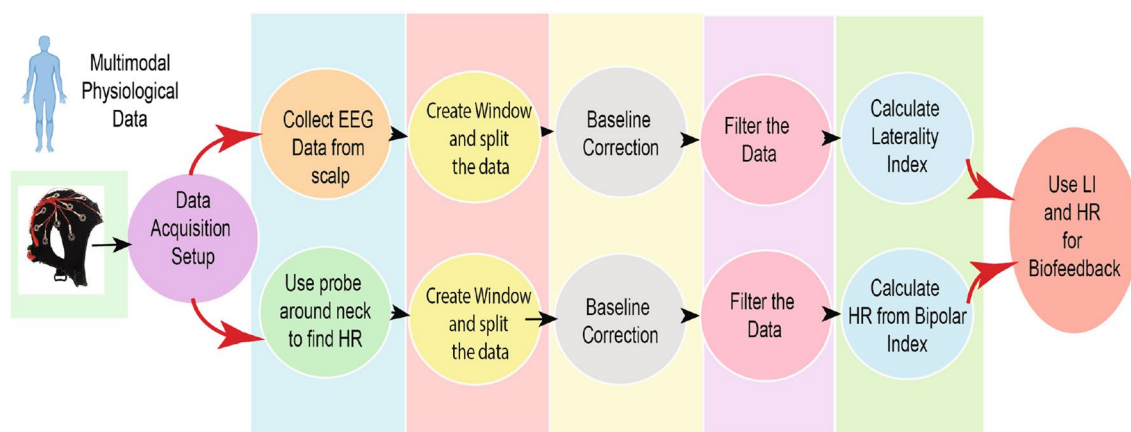 Multimodal
Physiological
Data
Data
Acquisition
Setup
Collect EEG
Data from
scalp
Create Window
and split
the data
Baseline
Correction
Filter the
Data
Calculate
Laterality
Index
Use probe
around neck
to find HR
Create Window
and split
the data
Baseline
Correction
Filter the
Data
Calculate
HR from Bipolar
Index
Use LI
and HR
for
Biofeedback